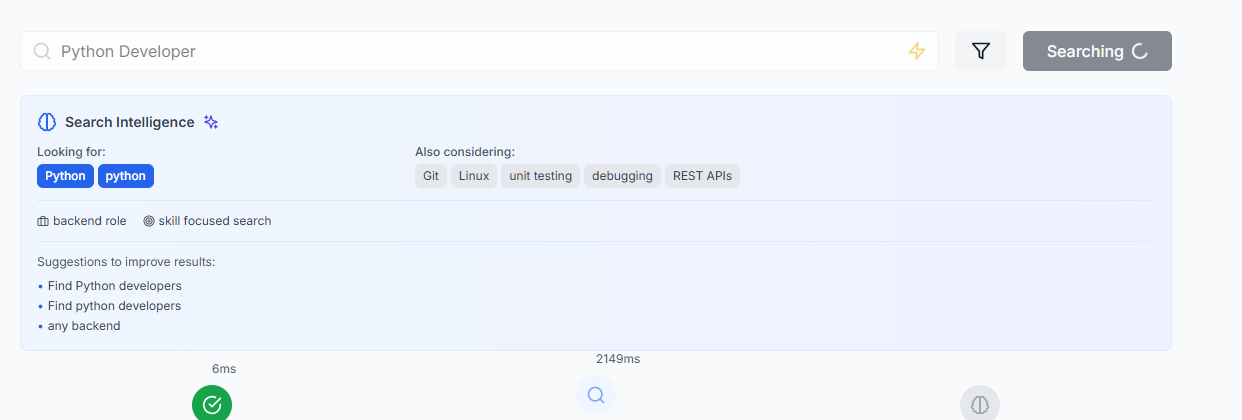 Python Developer
Searching
Search Intelligence
Looking for:
Python python
Also considering:
Git Linux unit testing debugging REST APIs
backend role skill focused search
Suggestions to improve results:
• Find Python developers
• Find python developers
• any backend
6ms
2149ms